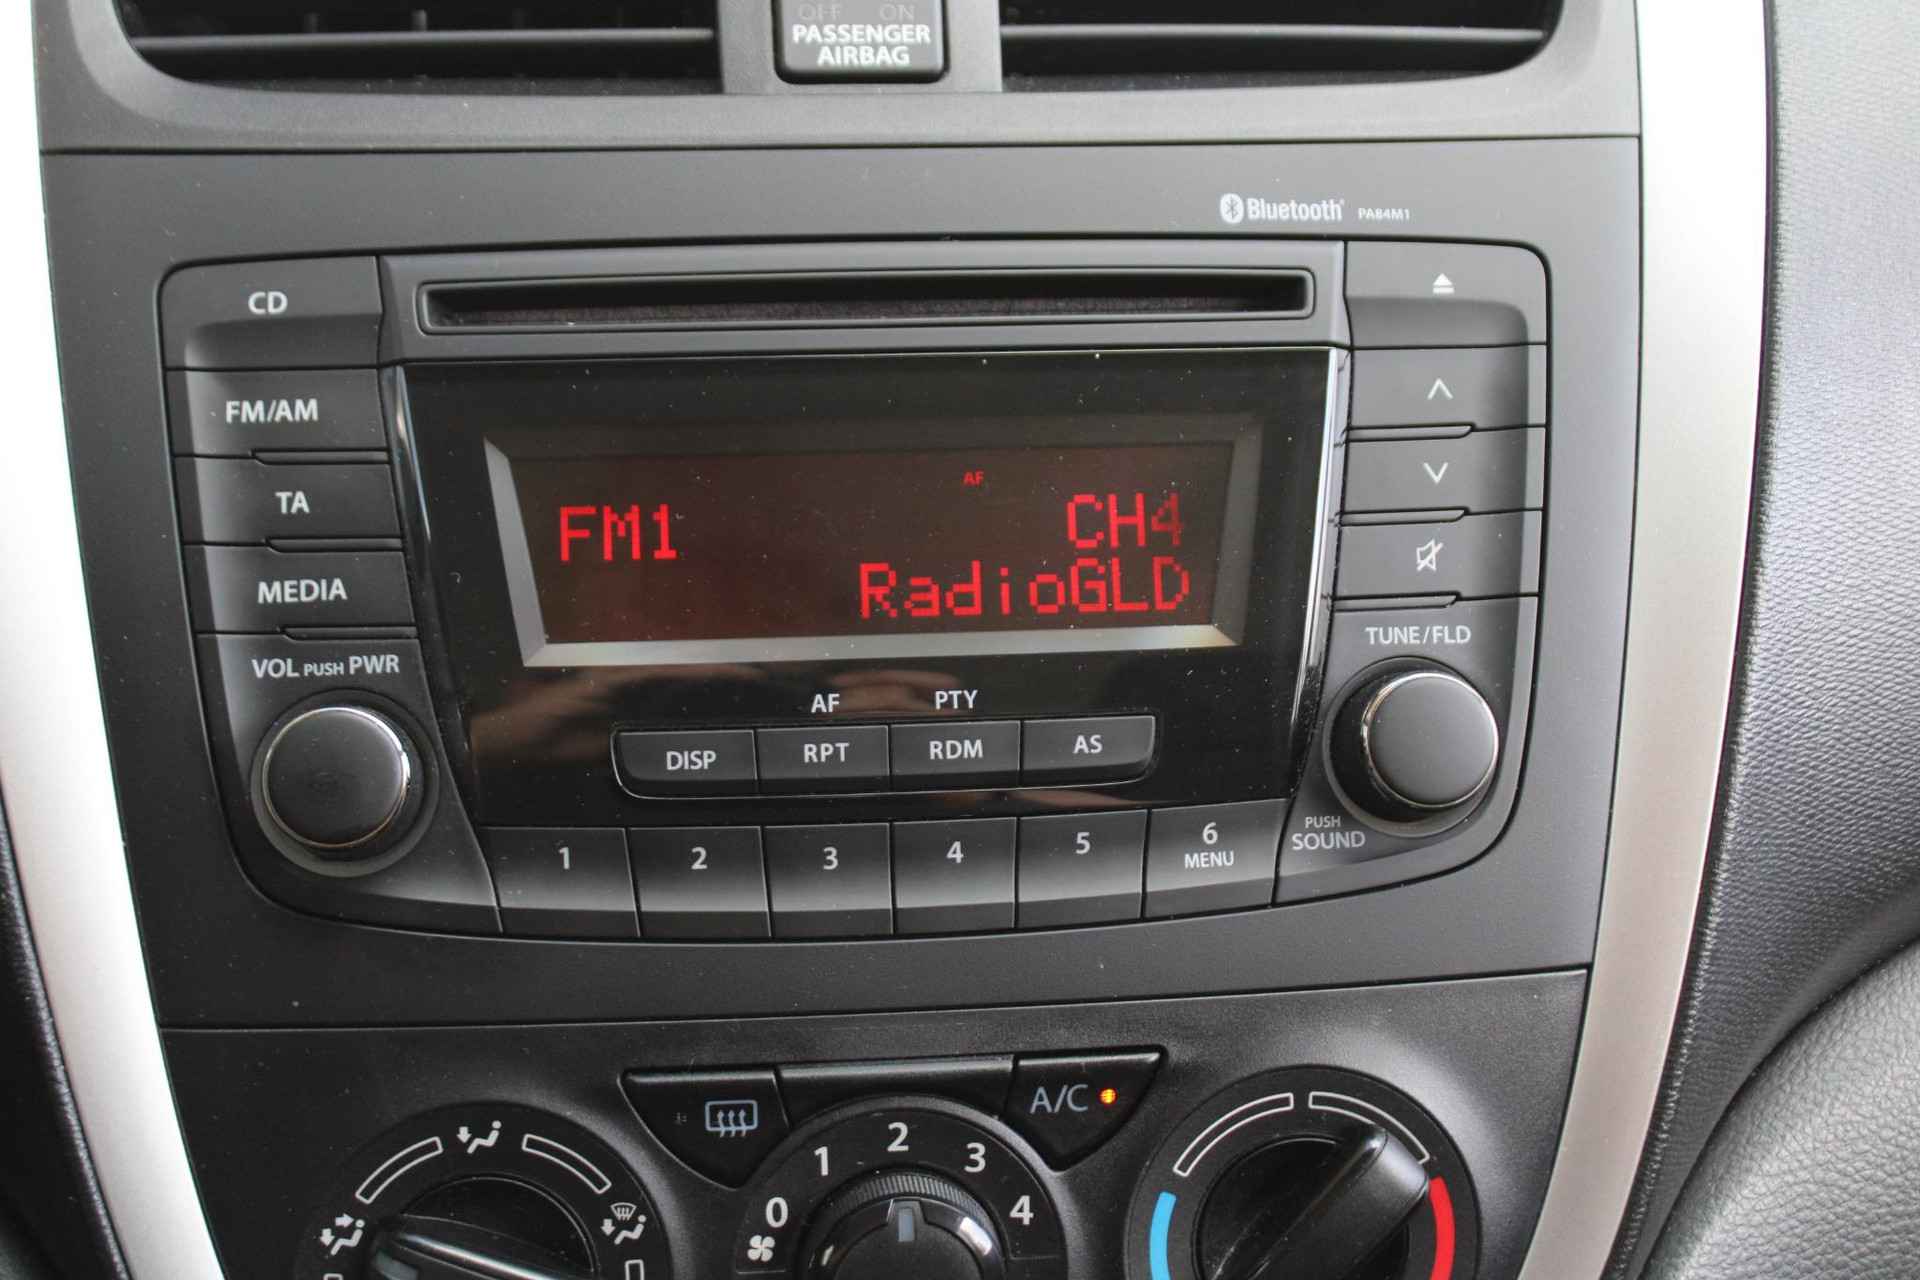 OFF ON
PASSENGER
AIRBAG
Bluetooth® PA84M1
CD
FM/AM
TA
MEDIA
VOL PUSH PWR
AF
FM1 CH4
RadioGLD
TUNE/FLD
AF PTY
DISP RPT RDM AS
PUSH
SOUND
1 2 3 4 5 6
MENU
A/C
0 1 2 3 4